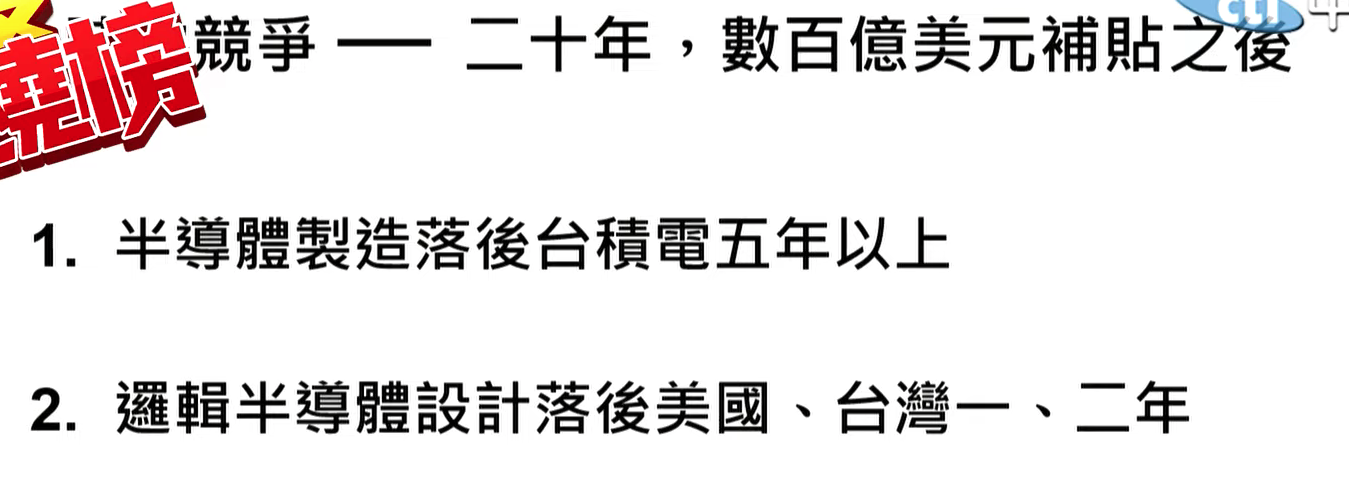 競爭 — 二十年，數百億美元補貼之後
1. 半導體製造落後台積電五年以上
2. 邏輯半導體設計落後美國、台灣一、二年
榜
cti